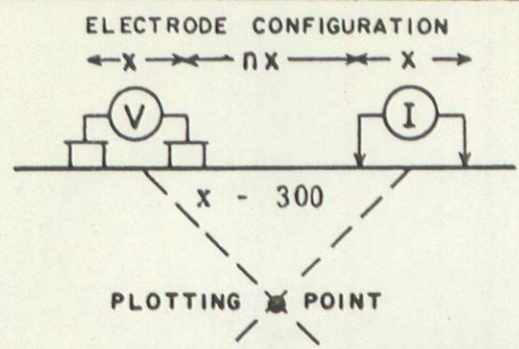 ELECTRODE CONFIGURATION
x nx x
V I
x - 300
PLOTTING POINT